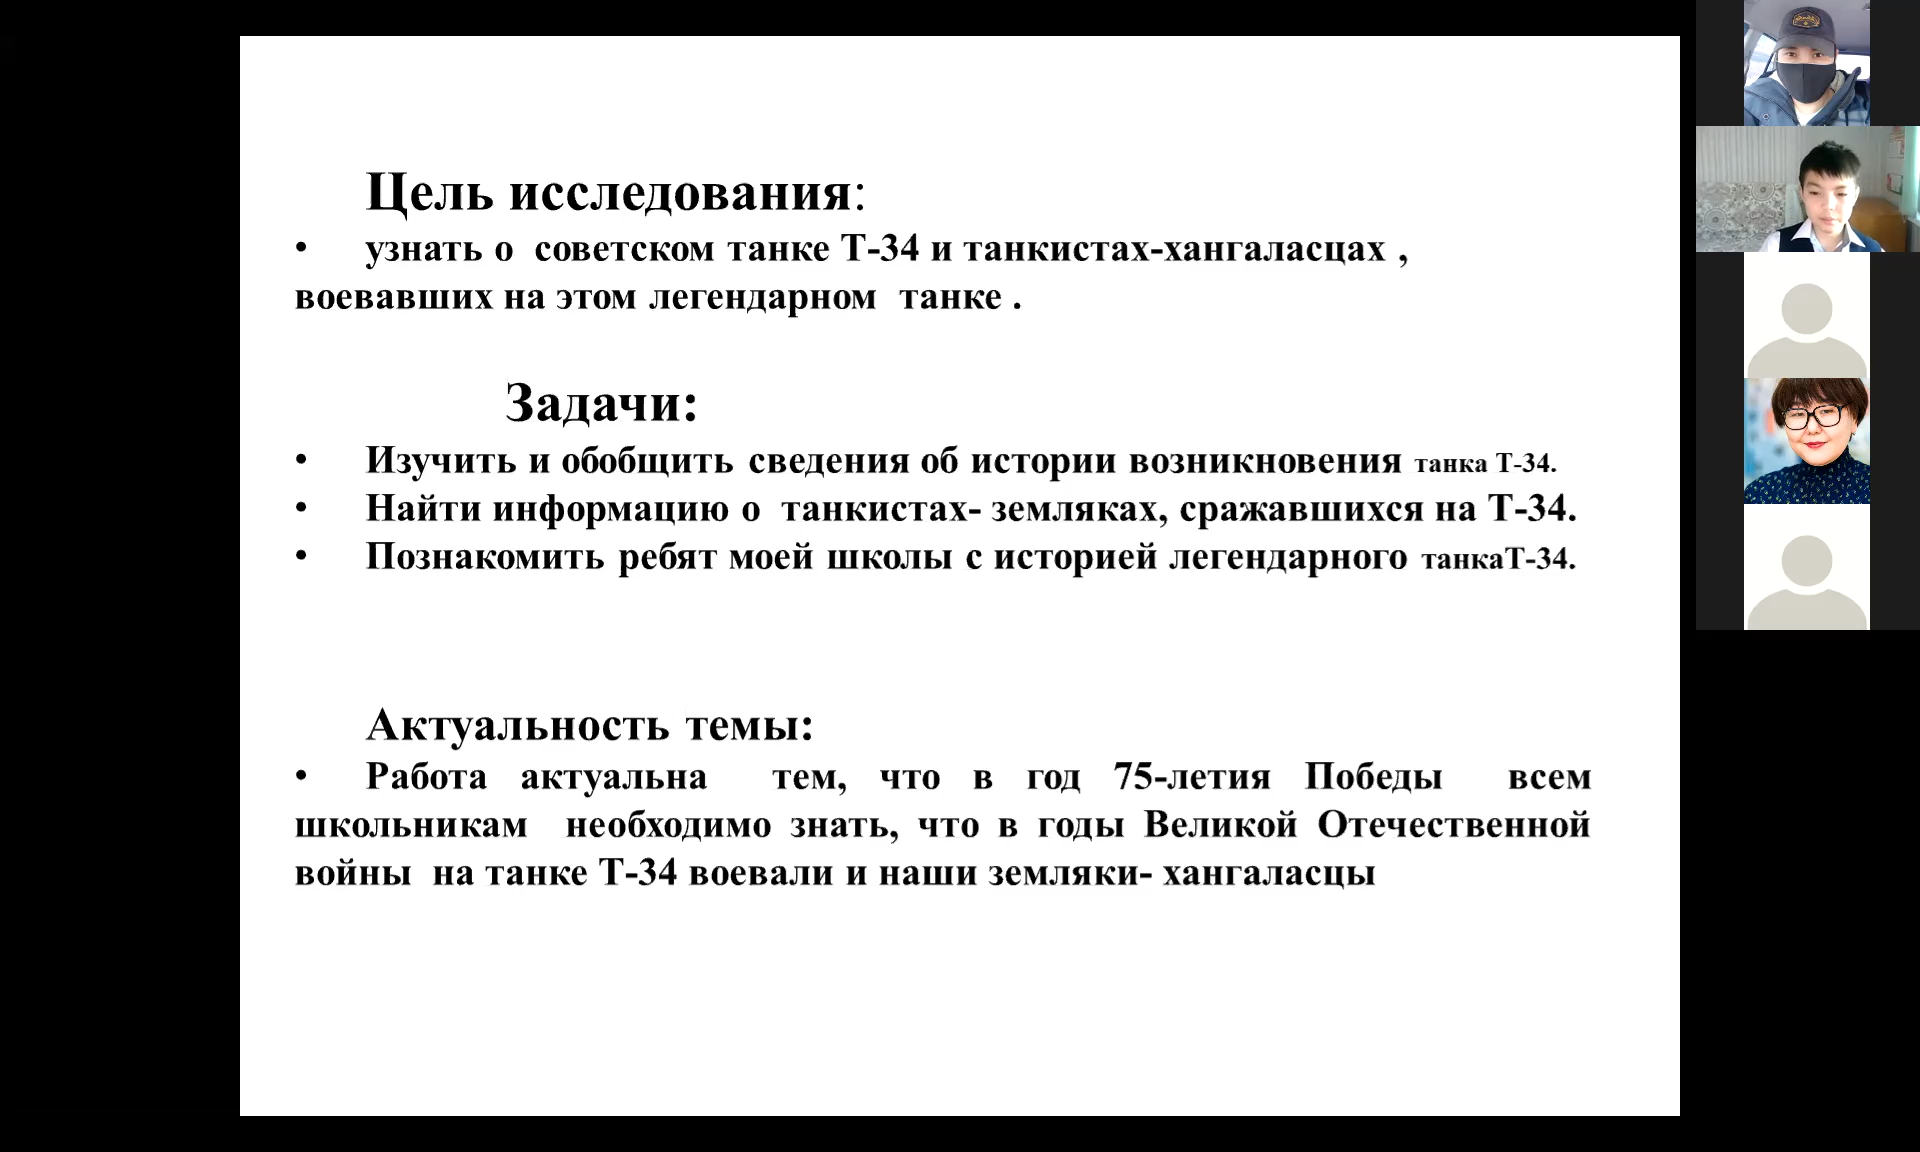 Цель исследования:
• узнать о советском танке Т-34 и танкистах-хангаласцах ,
воевавших на этом легендарном танке .
Задачи:
• Изучить и обобщить сведения об истории возникновения танка Т-34.
• Найти информацию о танкистах- земляках, сражавшихся на Т-34.
• Познакомить ребят моей школы с историей легендарного танкаТ-34.
Актуальность темы:
• Работа актуальна тем, что в год 75-летия Победы всем
школьникам необходимо знать, что в годы Великой Отечественной
войны на танке Т-34 воевали и наши земляки- хангаласцы